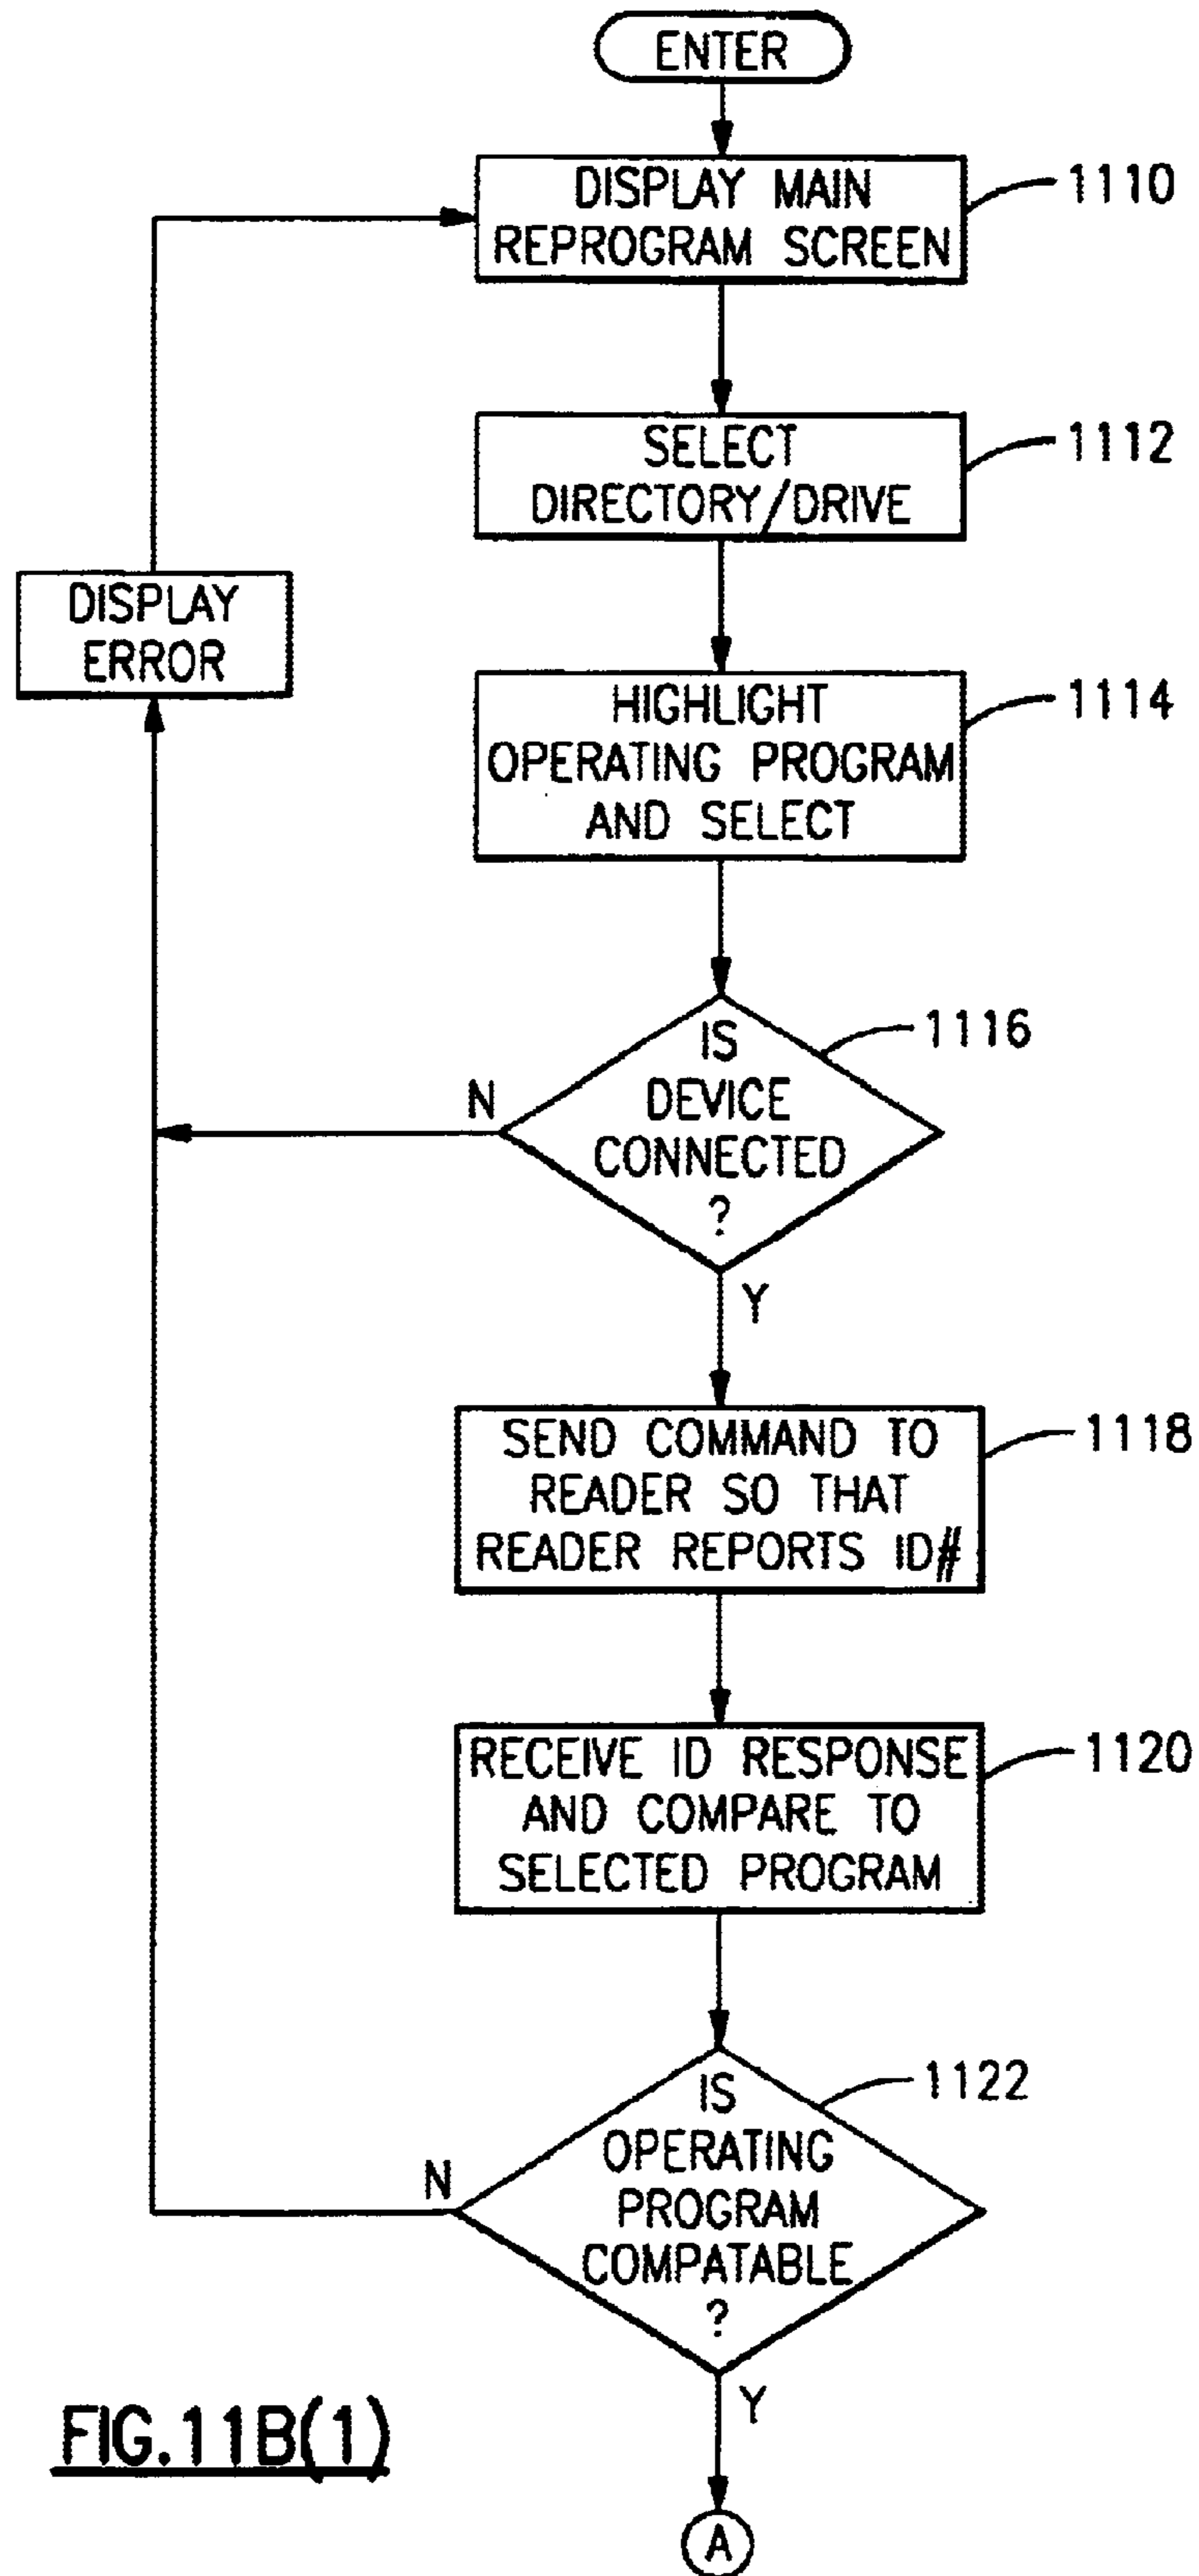 ENTER
DISPLAY MAIN
REPROGRAM SCREEN
1110
SELECT
DIRECTORY/DRIVE
1112
DISPLAY
ERROR
HIGHLIGHT
OPERATING PROGRAM
AND SELECT
1114
IS
DEVICE
CONNECTED
?
1116
N
Y
SEND COMMAND TO
READER SO THAT
READER REPORTS ID#
1118
RECEIVE ID RESPONSE
AND COMPARE TO
SELECTED PROGRAM
1120
IS
OPERATING
PROGRAM
COMPATABLE
?
1122
N
Y
A
FIG.11B(1)